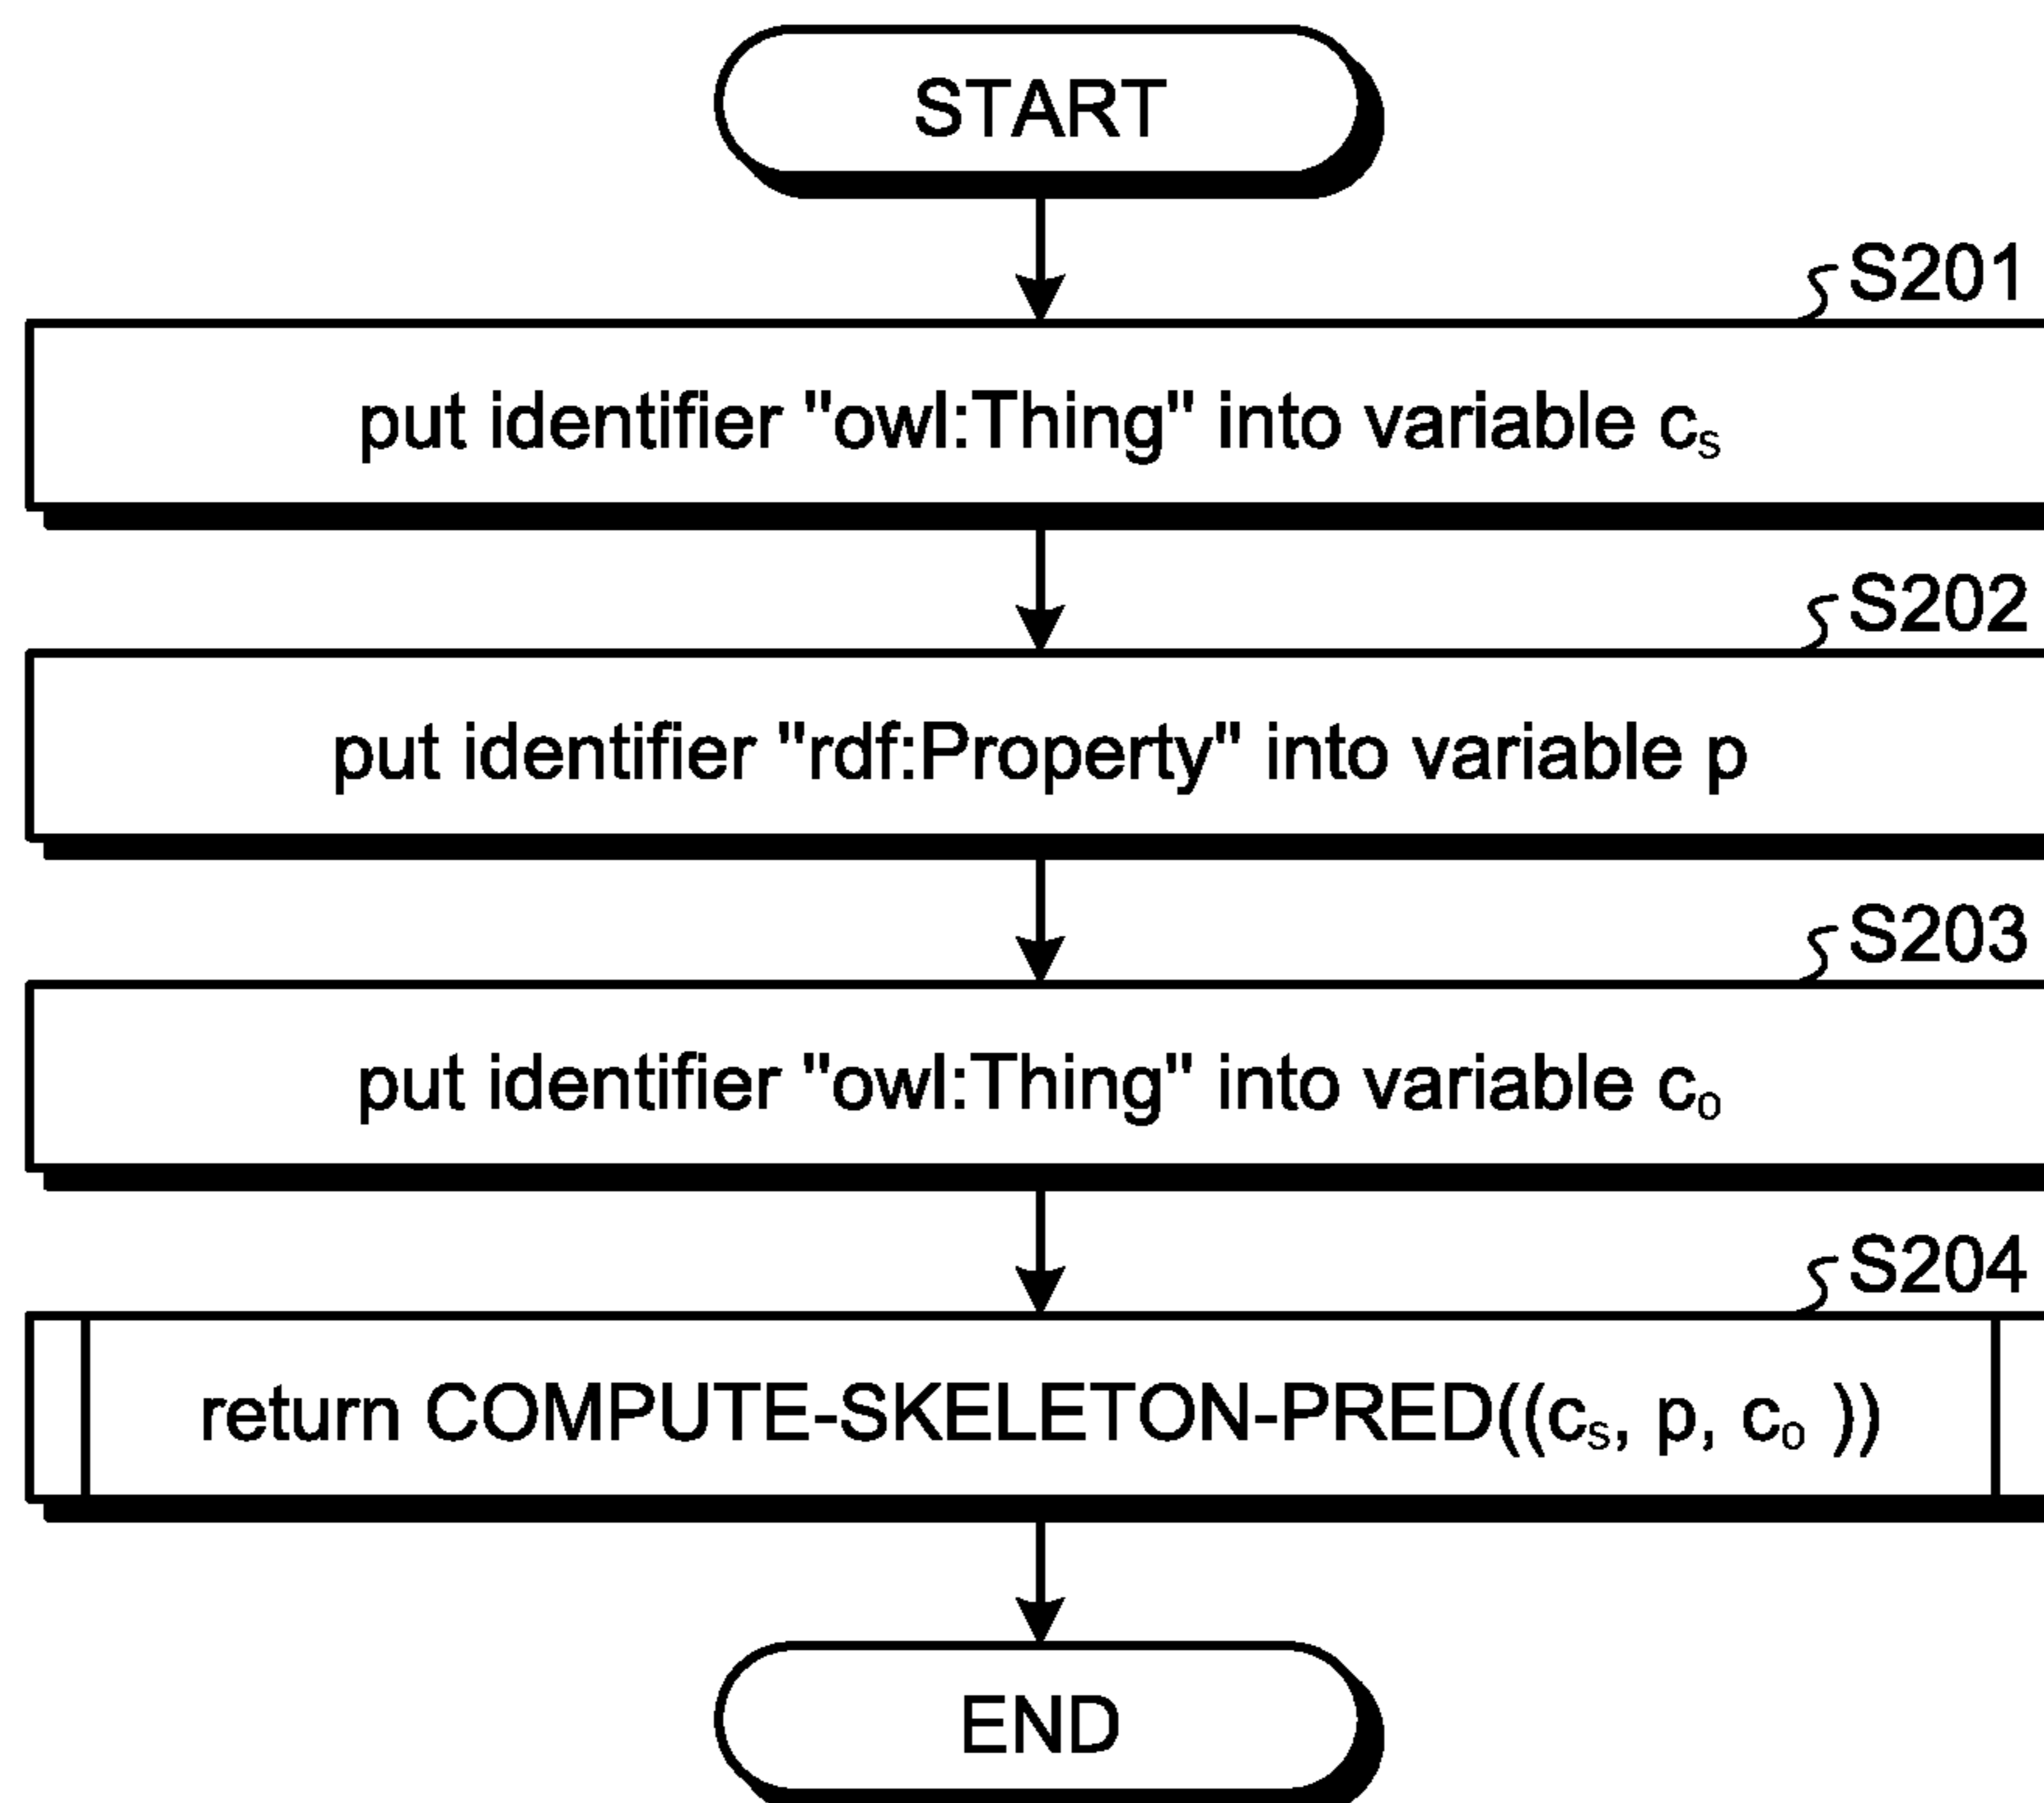 START
S201
put identifier "owl:Thing" into variable cₛ
S202
put identifier "rdf:Property" into variable p
S203
put identifier "owl:Thing" into variable cₒ
S204
return COMPUTE-SKELETON-PRED((cₛ, p, cₒ ))
END